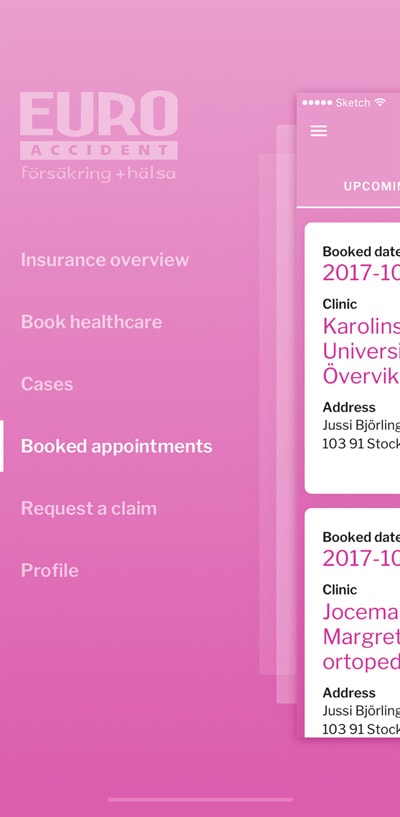 EURO
ACCIDENT
försäkring + hälsa
Insurance overview
Book healthcare
Cases
Booked appointments
Request a claim
Profile
Sketch
UPCOMIN
Booked date
2017-10
Clinic
Karolins
Universi
Övervik
Address
Jussi Björling
103 91 Stock
Booked date
2017-10
Clinic
Jocema
Margret
ortoped
Address
Jussi Björling
103 91 Stock